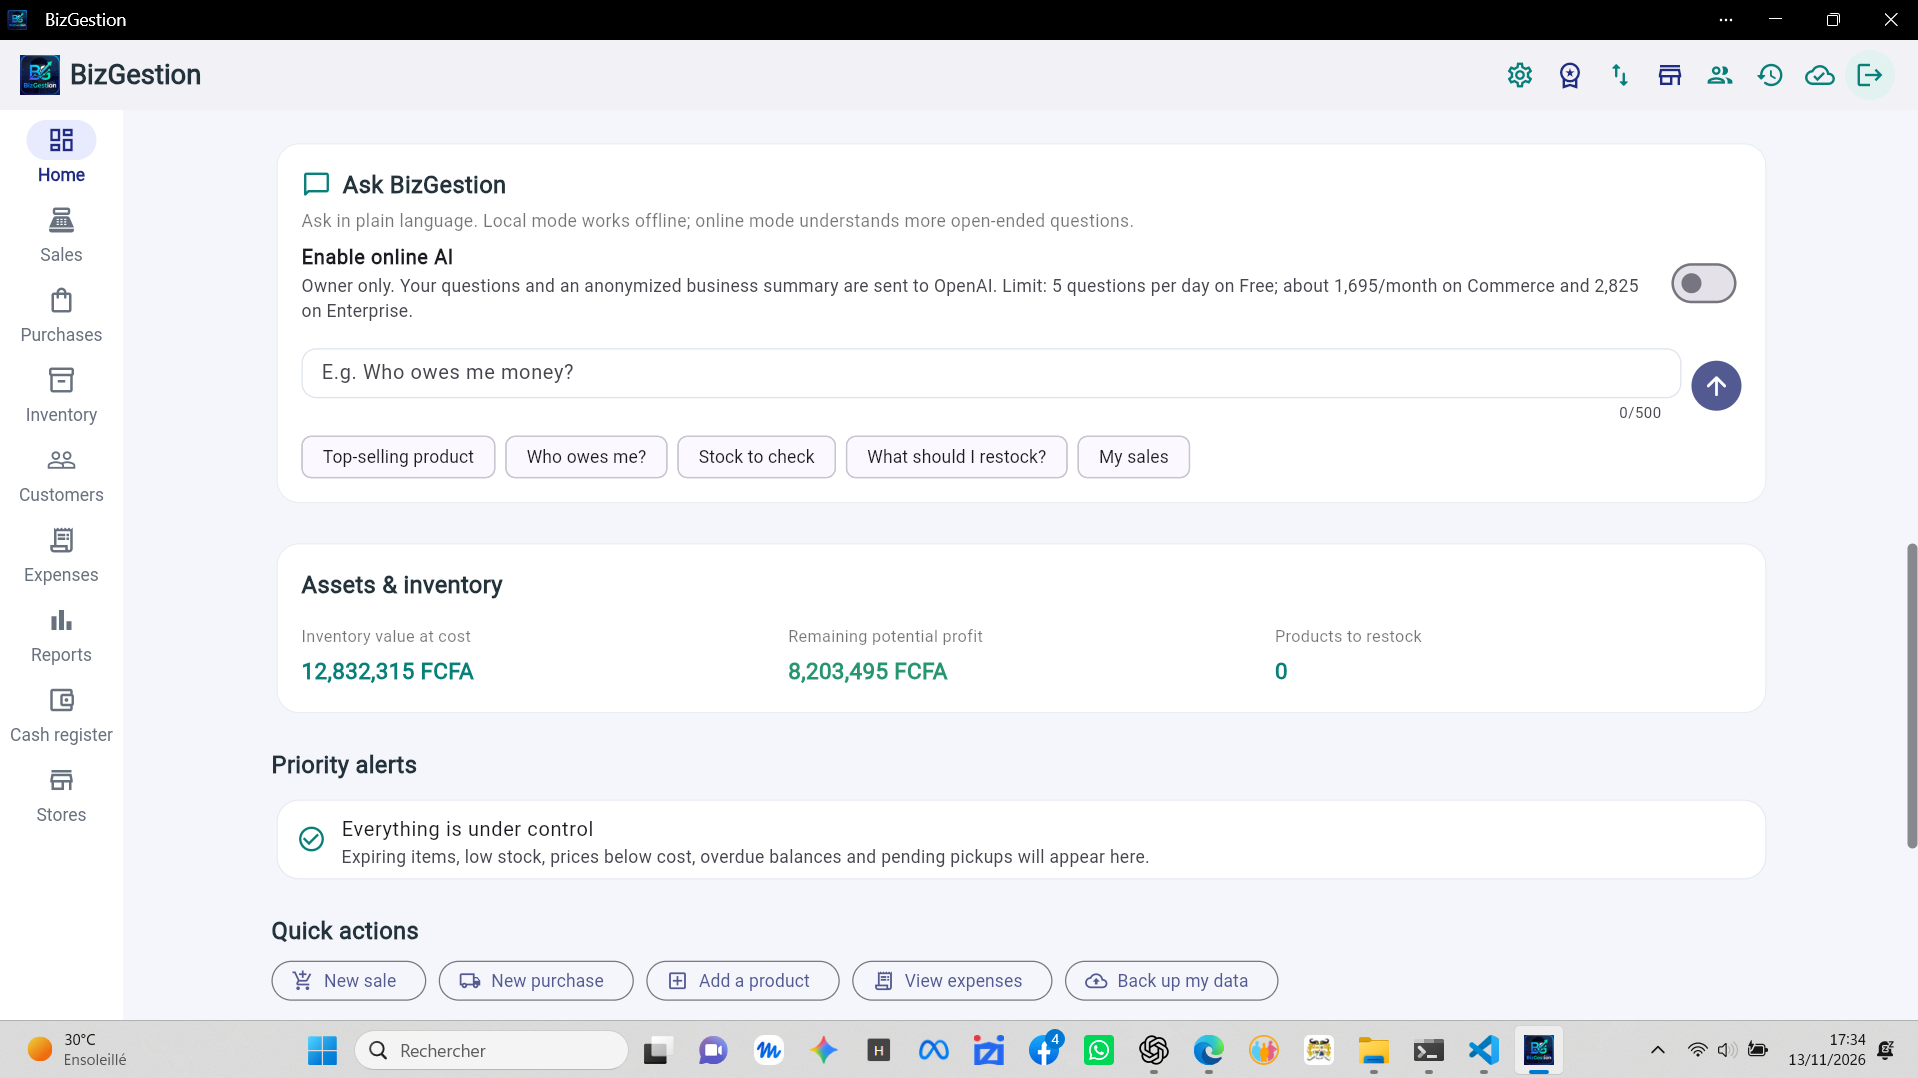 BizGestion
BizGestion
Home
Sales
Purchases
Inventory
Customers
Expenses
Reports
Cash register
Stores
Ask BizGestion
Ask in plain language. Local mode works offline; online mode understands more open-ended questions.
Enable online AI
Owner only. Your questions and an anonymized business summary are sent to OpenAI. Limit: 5 questions per day on Free; about 1,695/month on Commerce and 2,825
on Enterprise.
E.g. Who owes me money?
0/500
Top-selling product
Who owes me?
Stock to check
What should I restock?
My sales
Assets & inventory
Inventory value at cost
Remaining potential profit
Products to restock
12,832,315 FCFA
8,203,495 FCFA
0
Priority alerts
Everything is under control
Expiring items, low stock, prices below cost, overdue balances and pending pickups will appear here.
Quick actions
New sale
New purchase
Add a product
View expenses
Back up my data
30°C
Ensoleillé
Rechercher
H
4
17:34
13/11/2026